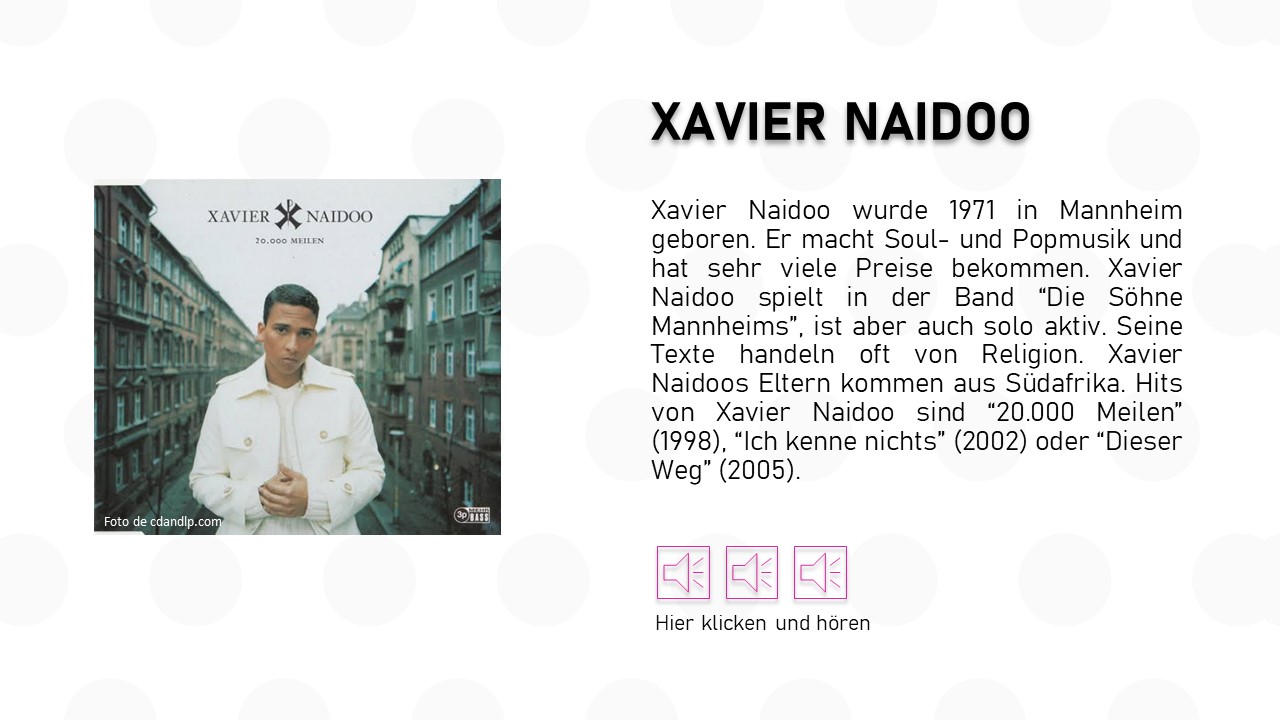 XAVIER NAIDOO
Xavier Naidoo wurde 1971 in Mannheim
geboren. Er macht Soul- und Popmusik und
hat sehr viele Preise bekommen. Xavier
Naidoo spielt in der Band “Die Söhne
Mannheims”, ist aber auch solo aktiv. Seine
Texte handeln oft von Religion. Xavier
Naidoos Eltern kommen aus Südafrika. Hits
von Xavier Naidoo sind “20.000 Meilen”
(1998), “Ich kenne nichts” (2002) oder “Dieser
Weg” (2005).
Hier klicken und hören
XAVIER NAIDOO
20.000 MEILEN
Foto de cdandlp.com
3p MEHR
BASS